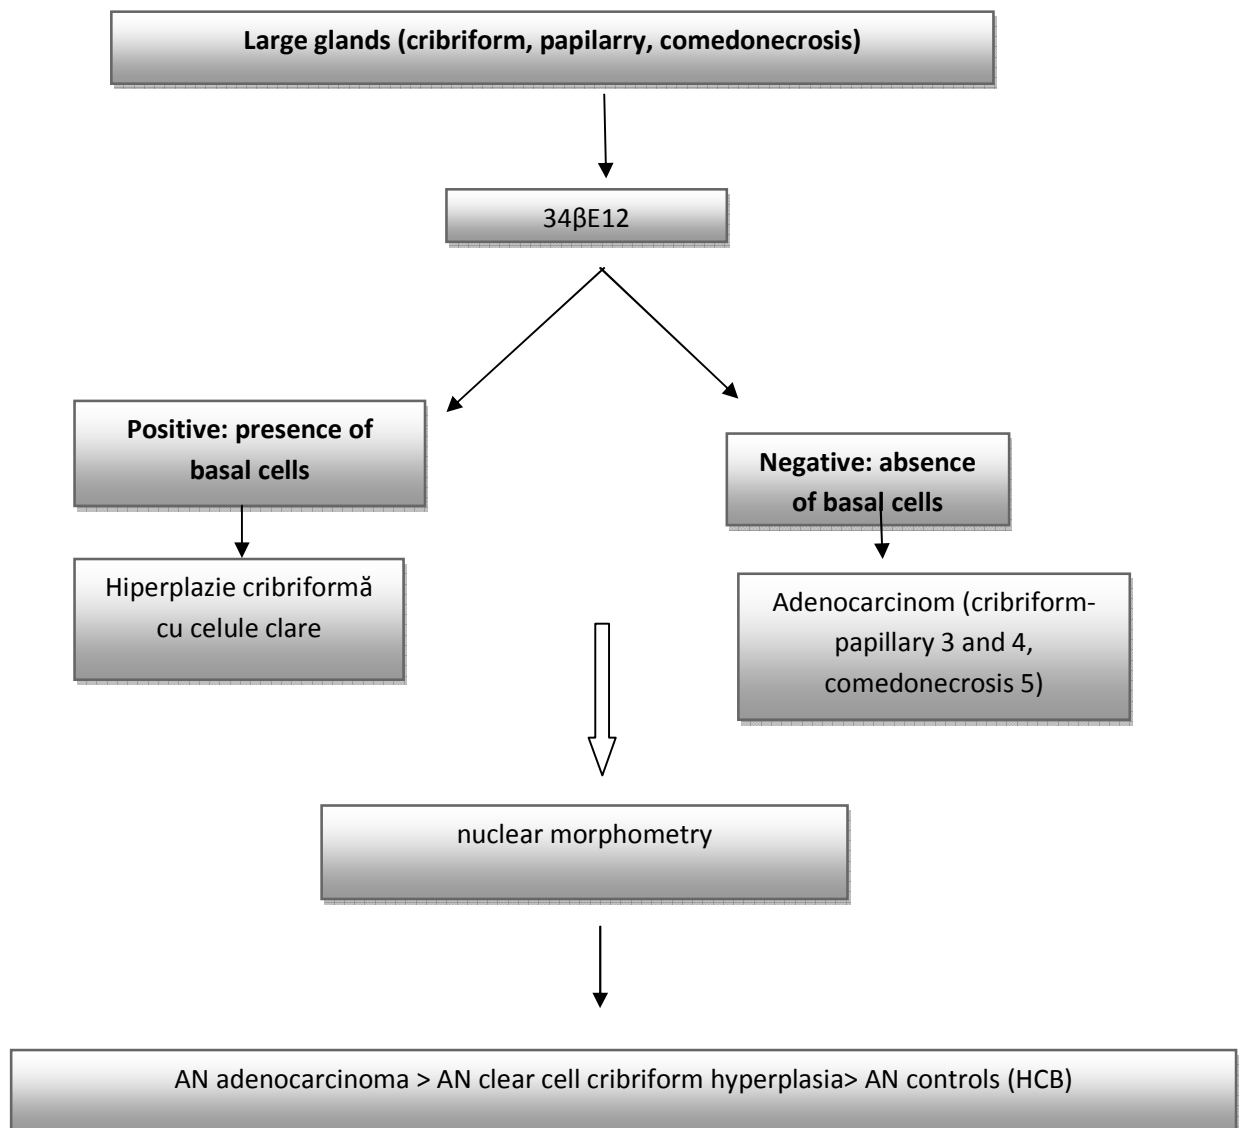 Large glands (cribriform, papilarry, comedonecrosis)
34βE12
Positive: presence of
basal cells
Negative: absence
of basal cells
Hiperplazie cribriformă
cu celule clare
Adenocarcinom (cribriform-
papillary 3 and 4,
comedonecrosis 5)
nuclear morphometry
AN adenocarcinoma > AN clear cell cribriform hyperplasia> AN controls (HCB)